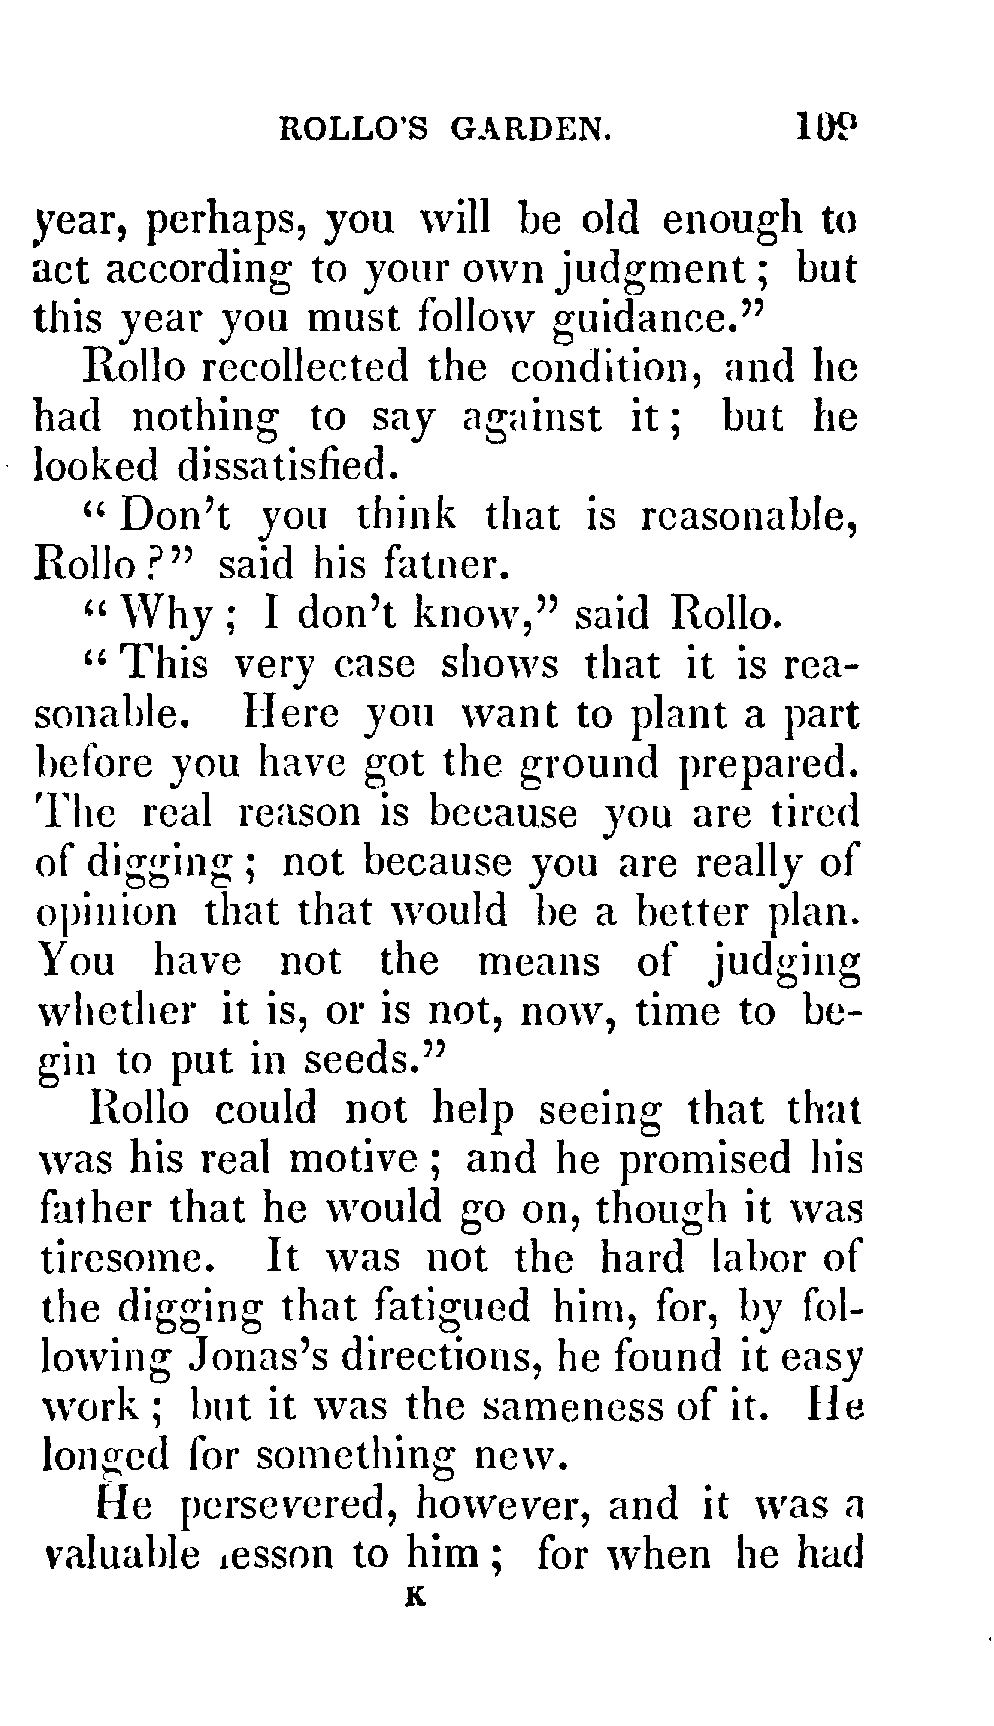 ROLLO'S GARDEN. 109
year, perhaps, you will be old enough to
act according to your own judgment; but
this year you must follow guidance."
Rollo recollected the condition, and he
had nothing to say against it; but he
looked dissatisfied.
"Don't you think that is reasonable,
Rollo?" said his father.
"Why; I don't know," said Rollo.
"This very case shows that it is rea-
sonable. Here you want to plant a part
before you have got the ground prepared.
The real reason is because you are tired
of digging; not because you are really of
opinion that that would be a better plan.
You have not the means of judging
whether it is, or is not, now, time to be-
gin to put in seeds."
Rollo could not help seeing that that
was his real motive; and he promised his
father that he would go on, though it was
tiresome. It was not the hard labor of
the digging that fatigued him, for, by fol-
lowing Jonas's directions, he found it easy
work; but it was the sameness of it. He
longed for something new.
He persevered, however, and it was a
valuable lesson to him; for when he had
K